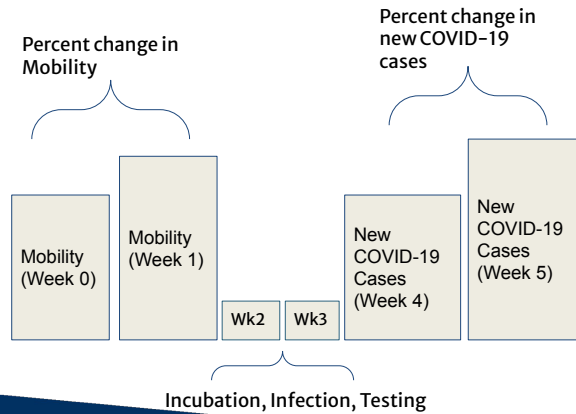 Percent change in
Mobility
Percent change in
new COVID-19
cases
Mobility
(Week 0)
Mobility
(Week 1)
Wk2
Wk3
New
COVID-19
Cases
(Week 4)
New
COVID-19
Cases
(Week 5)
Incubation, Infection, Testing